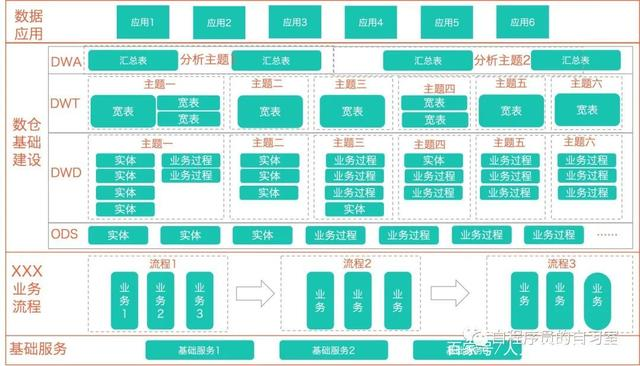 数据
应用
应用1
应用2
应用3
应用4
应用5
应用6
数仓
基础
建设
DWA
汇总表
分析主题
汇总表
汇总表
分析主题2
汇总表
DWT
主题一
主题二
主题三
主题四
主题五
主题六
宽表
宽表
宽表
宽表
宽表
宽表
宽表
宽表
宽表
DWD
主题一
主题二
主题三
主题四
主题五
主题六
实体
业务过程
实体
业务过程
实体
业务过程
业务过程
实体
业务过程
实体
业务过程
业务过程
业务过程
业务过程
实体
实体
业务过程
业务过程
业务过程
业务过程
实体
实体
ODS
实体
实体
实体
业务过程
业务过程
业务过程
业务过程
······
XXX
业务
流程
流程1
业务1
业务2
业务3
流程2
业务
业务
业务
流程3
业务
业务
业务
基础服务
基础服务1
基础服务2
自程序员的自习室
百家号/人